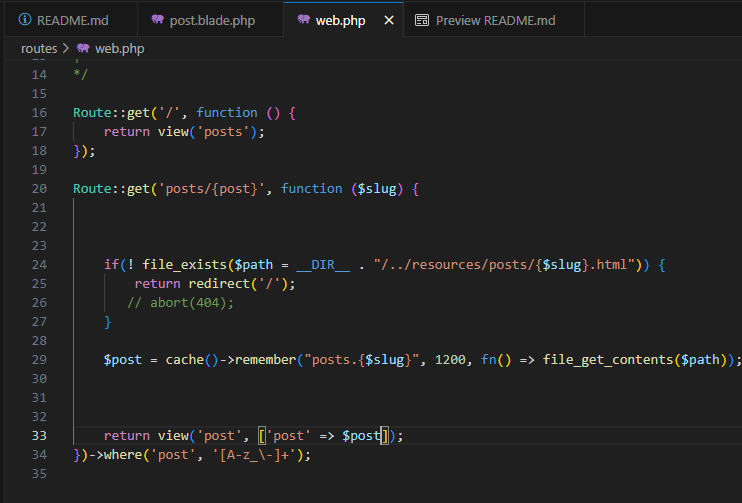 README.md post.blade.php web.php Preview README.md
routes > web.php
14 */
15
16 Route::get('/', function () {
17     return view('posts');
18 });
19
20 Route::get('posts/{post}', function ($slug) {
21
22
23
24     if(! file_exists($path = __DIR__ . "/../resources/posts/{$slug}.html")) {
25         return redirect('/');
26        // abort(404);
27     }
28
29     $post = cache()->remember("posts.{$slug}", 1200, fn() => file_get_contents($path));
30
31
32
33     return view('post', ['post' => $post]);
34 })->where('post', '[A-z_\-]+');
35